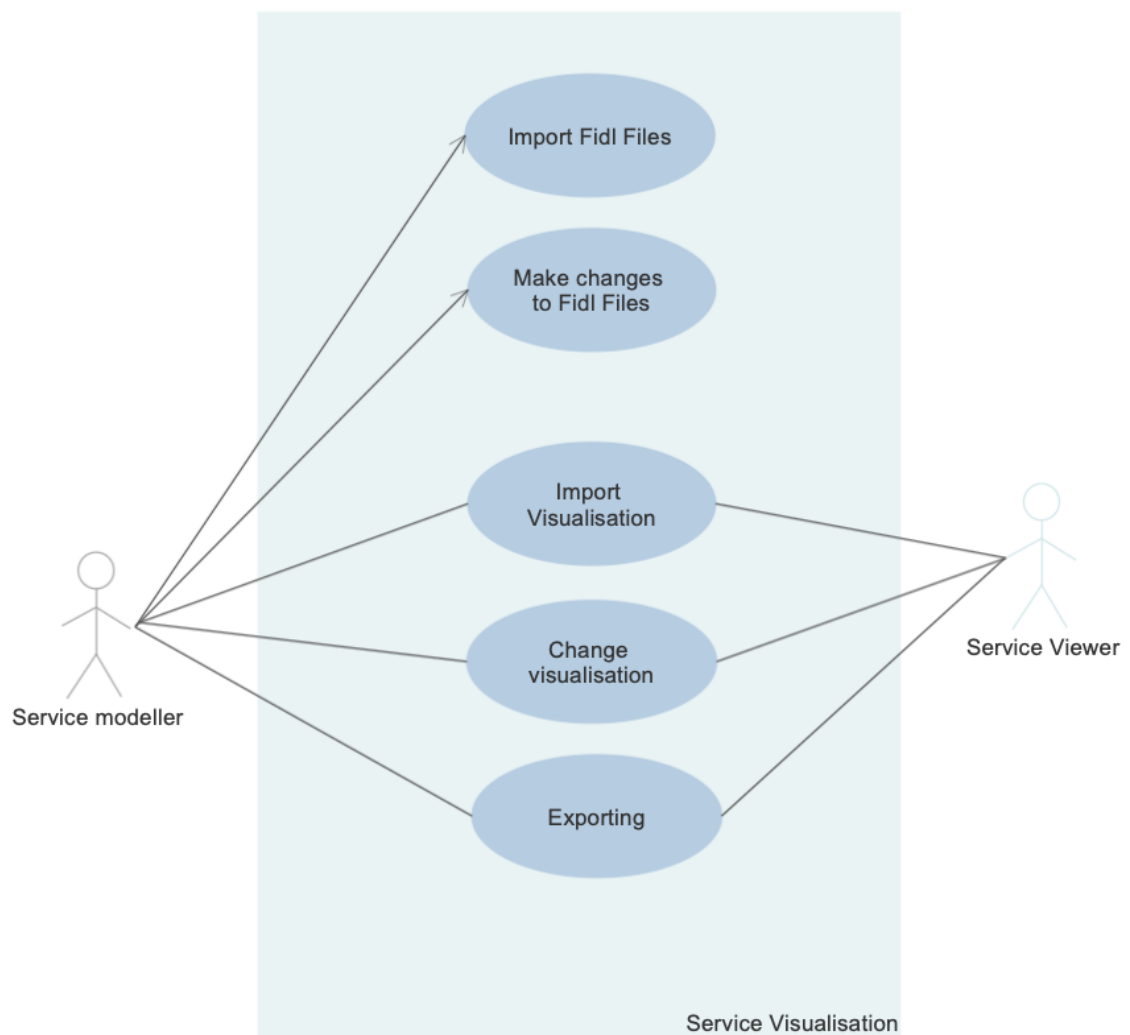 Import Fidl Files
Make changes
to Fidl Files
Import
Visualisation
Change
visualisation
Exporting
Service modeller
Service Viewer
Service Visualisation